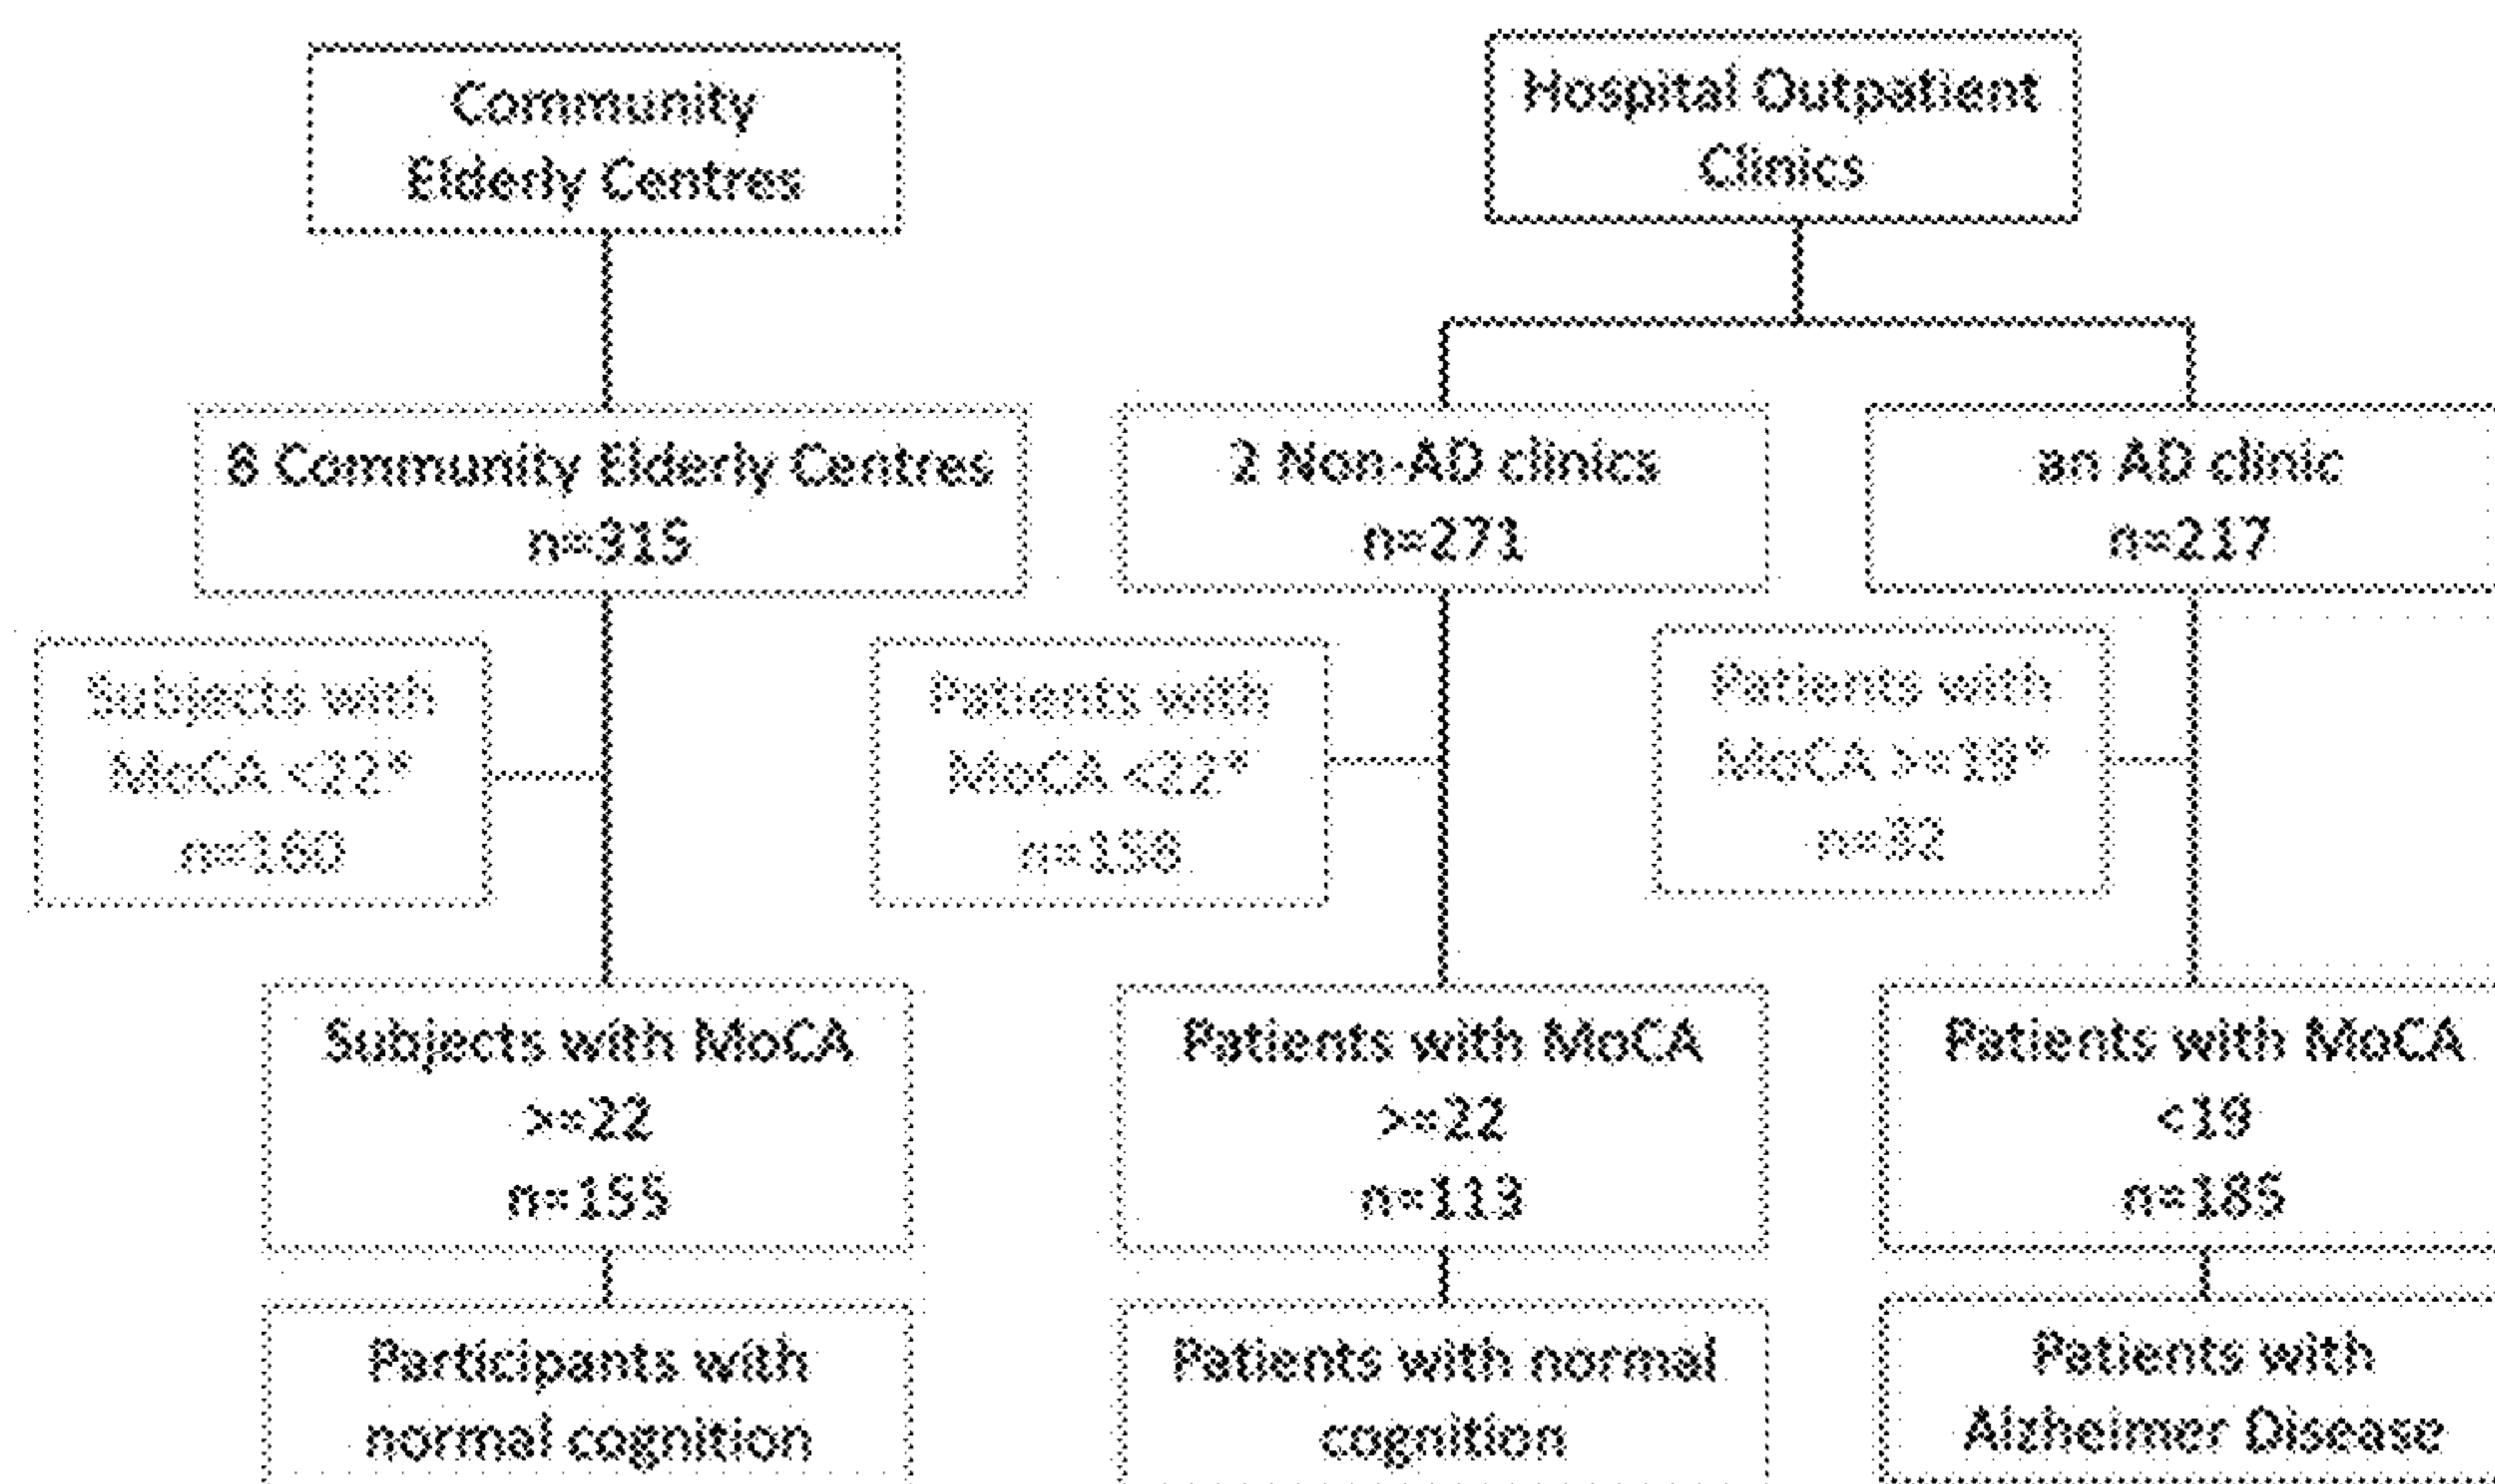 Community
Elderly Centres
Hospital Outpatient
Clinics
8 Community Elderly Centres
n=315
2 Non-AD clinics
n=271
an AD clinic
n=217
Subjects with
MoCA <22*
n=160
Patients with
MoCA <22*
n=158
Patients with
MoCA >=19*
n=32
Subjects with MoCA
>=22
n=155
Patients with MoCA
>=22
n=113
Patients with MoCA
<19
n=185
Participants with
normal cognition
Patients with normal
cognition
Patients with
Alzheimer Disease